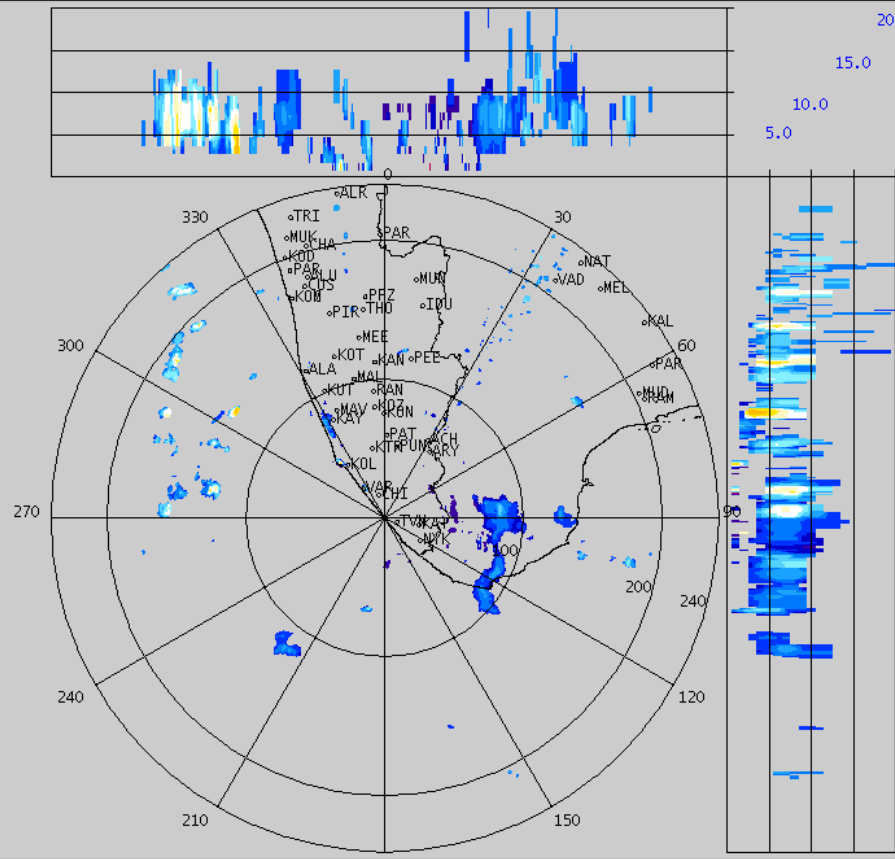 20
15.0
10.0
5.0
0
ALR
330
TRI
30
PAR
MUK
CHA
KOD
NAT
PAR
ALU
MUN
VAD
CUS
MEL
KOM
PFZ
IDU
PIR
THO
KAL
MEE
300
KOT
KAN
PEE
60
ALA
PAR
MAL
KUT
RAN
MUD
RAM
MAV
KOZ
KON
KAY
PAT
ACH
KTR
PUN
ARY
KOL
VAR
CHI
270
90
TVM
KAT
NYK
100
200
240
240
120
210
150